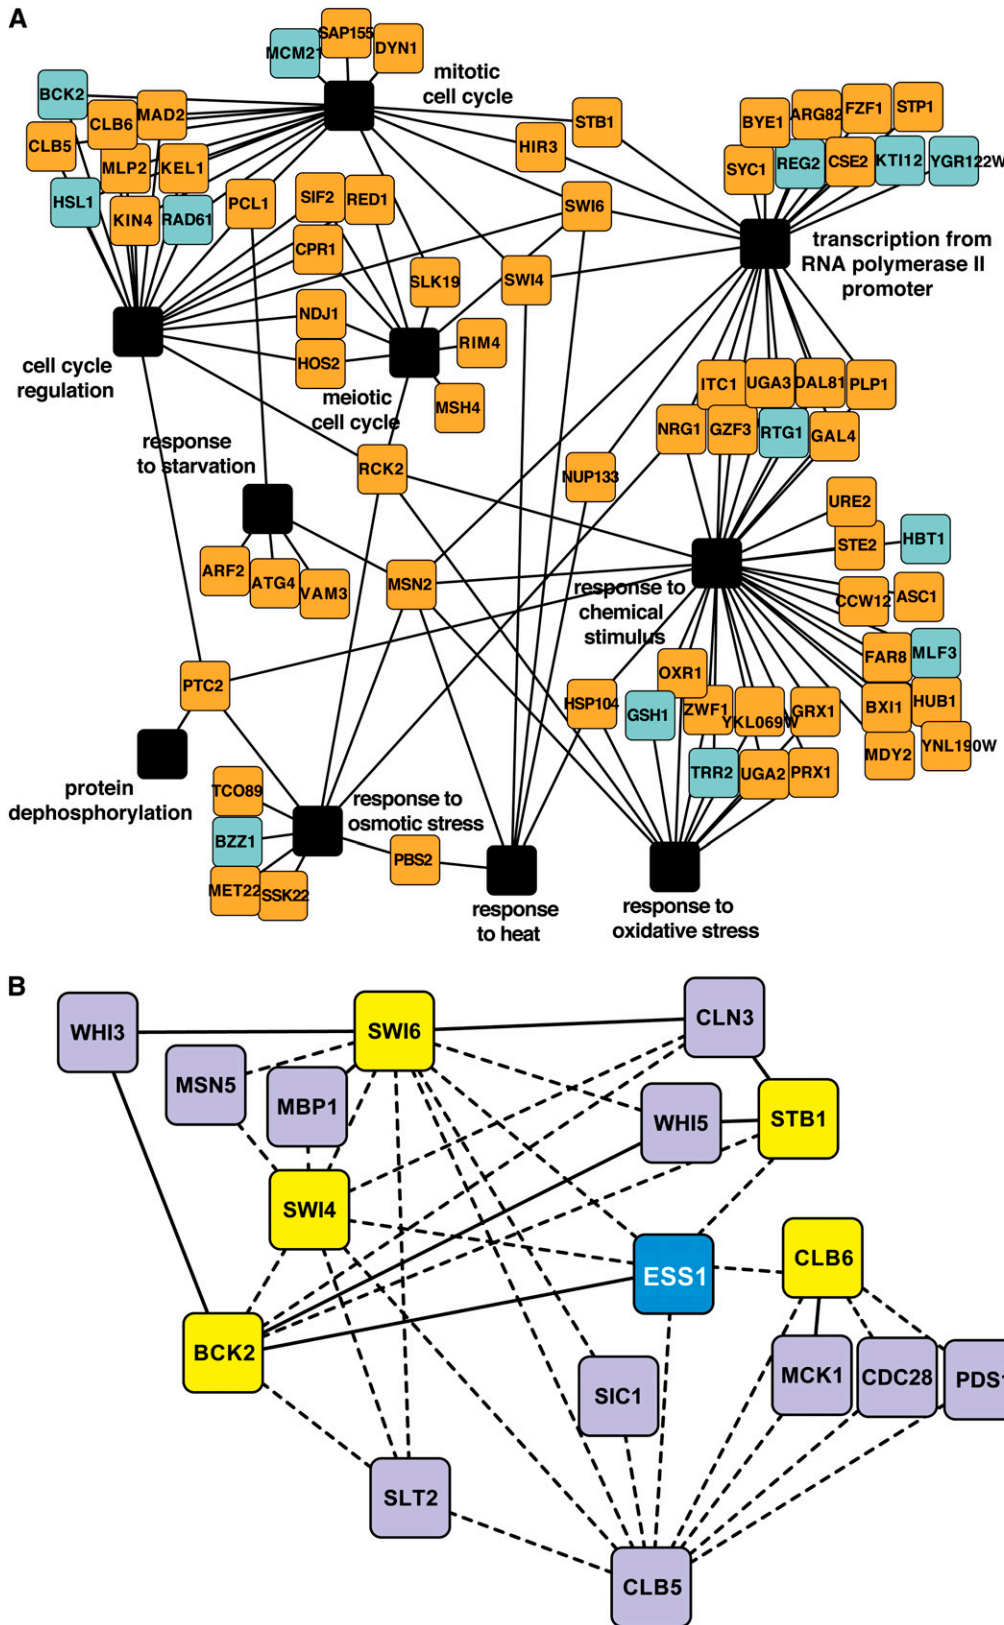 A
SAP155
MCM21
DYN1
mitotic
cell cycle
BCK2
CLB6
MAD2
CLB5
MLP2
KEL1
HSL1
KIN4
RAD61
PCL1
SIF2
RED1
CPR1
STB1
HIR3
SWI6
SLK19
SWI4
BYE1
ARG82
FZF1
STP1
SYC1
REG2
CSE2
KTI12
YGR122W
transcription from
RNA polymerase II
promoter
NDJ1
HOS2
RIM4
MSH4
cell cycle
regulation
meiotic
cell cycle
response
to starvation
RCK2
NUP133
ITC1
UGA3
DAL81
PLP1
NRG1
GZF3
RTG1
GAL4
ARF2
ATG4
VAM3
MSN2
URE2
STE2
HBT1
response to
chemical
stimulus
CCW12
ASC1
FAR8
MLF3
BXI1
HUB1
MDY2
YNL190W
PTC2
HSP104
OXR1
GSH1
ZWF1
YKL069W
GRX1
TRR2
UGA2
PRX1
protein
dephosphorylation
TCO89
BZZ1
MET22
SSK22
response to
osmotic stress
PBS2
response
to heat
response to
oxidative stress
B
WHI3
SWI6
CLN3
MSN5
MBP1
WHI5
STB1
SWI4
ESS1
CLB6
BCK2
SIC1
MCK1
CDC28
PDS1
SLT2
CLB5